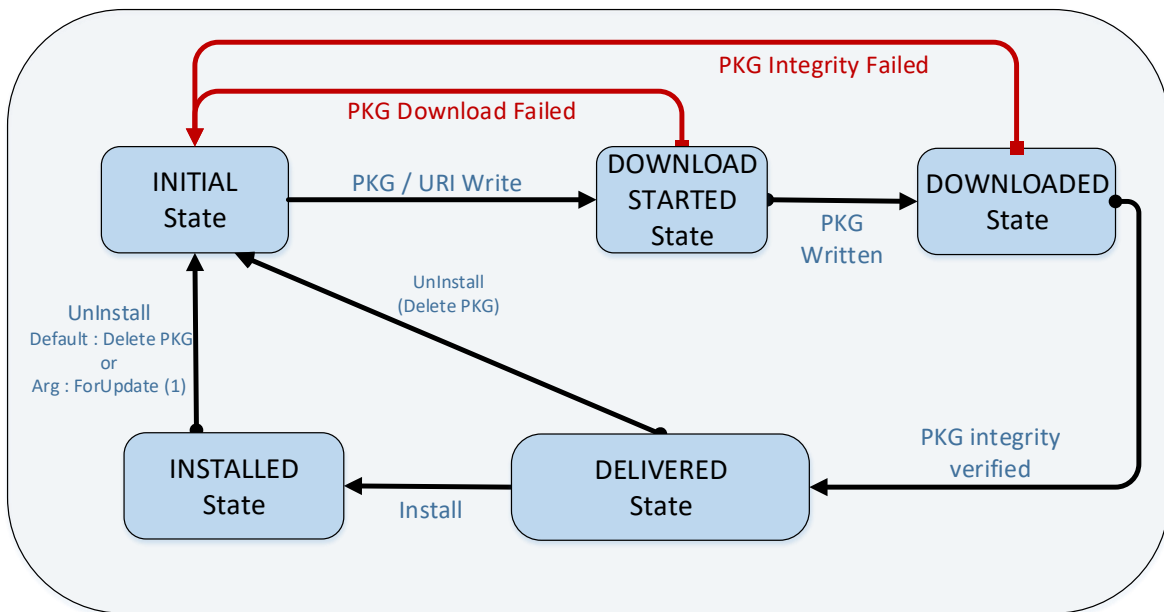 PKG Integrity Failed
PKG Download Failed
INITIAL
State
PKG / URI Write
DOWNLOAD
STARTED
State
PKG
Written
DOWNLOADED
State
UnInstall
(Delete PKG)
UnInstall
Default : Delete PKG
or
Arg : ForUpdate (1)
INSTALLED
State
Install
DELIVERED
State
PKG integrity
verified